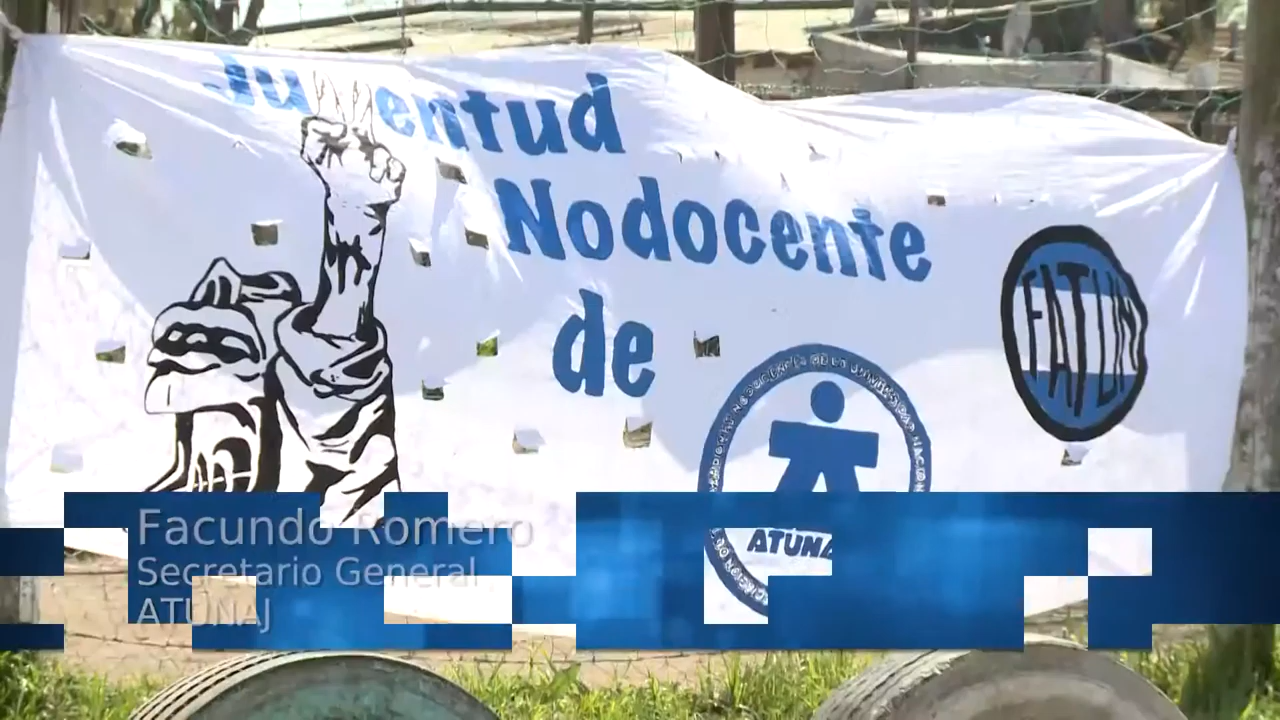 Juventud
Nodocente
de
FATUN
ATUNA
Facundo Romero
Secretario General
ATUNAJ